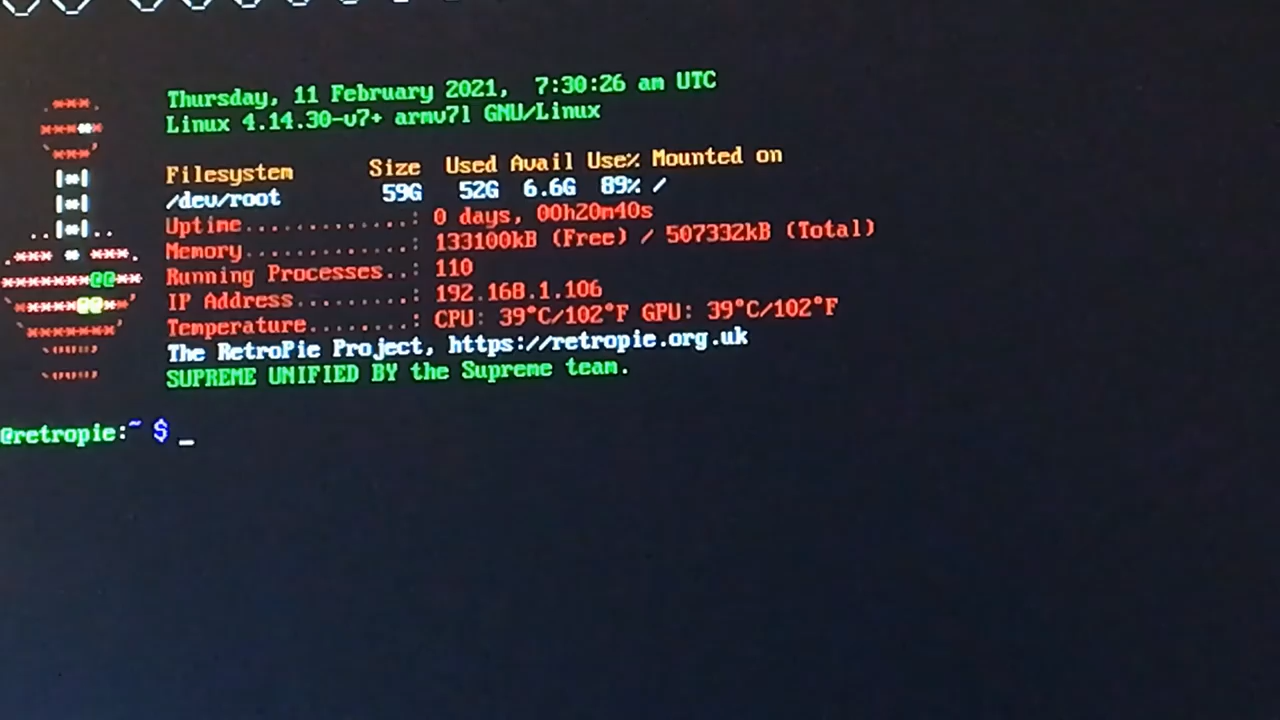 Thursday, 11 February 2021, 7:30:26 am UTC
Linux 4.14.30-v7+ armv7l GNU/Linux
Filesystem Size Used Avail Use% Mounted on
/dev/root 59G 52G 6.6G 89% /
Uptime.............: 0 days, 00h20m40s
Memory.............: 133100kB (Free) / 507332kB (Total)
Running Processes..: 110
IP Address.........: 192.168.1.106
Temperature........: CPU: 39°C/102°F GPU: 39°C/102°F
The RetroPie Project, https://retropie.org.uk
SUPREME UNIFIED BY the Supreme team.
@retropie:~ $ _